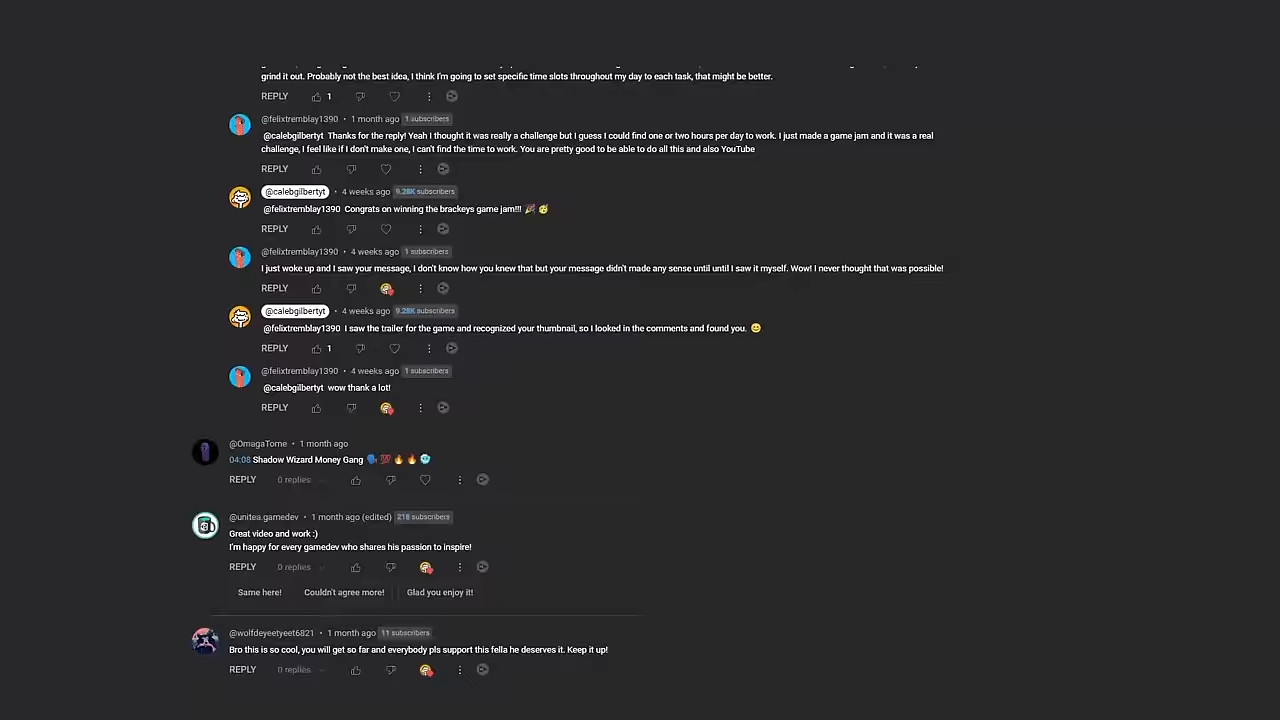 grind it out. Probably not the best idea, I think I'm going to set specific time slots throughout my day to each task, that might be better.
REPLY 1
@felixtremblay1390 • 1 month ago 1 subscribers
@calebgilbertyt Thanks for the reply! Yeah I thought it was really a challenge but I guess I could find one or two hours per day to work. I just made a game jam and it was a real
challenge, I feel like if I don't make one, I can't find the time to work. You are pretty good to be able to do all this and also YouTube
REPLY
@calebgilbertyt • 4 weeks ago 9.28K subscribers
@felixtremblay1390 Congrats on winning the brackeys game jam!!! 🎉 🥳
REPLY
@felixtremblay1390 • 4 weeks ago 1 subscribers
I just woke up and I saw your message, I don't know how you knew that but your message didn't made any sense until until I saw it myself. Wow! I never thought that was possible!
REPLY
@calebgilbertyt • 4 weeks ago 9.28K subscribers
@felixtremblay1390 I saw the trailer for the game and recognized your thumbnail, so I looked in the comments and found you. 😊
REPLY 1
@felixtremblay1390 • 4 weeks ago 1 subscribers
@calebgilbertyt wow thank a lot!
REPLY
@OmagaTome • 1 month ago
04:08 Shadow Wizard Money Gang 🗣️ 💯 🔥 🔥 🥶
REPLY 0 replies
@unitea.gamedev • 1 month ago (edited) 218 subscribers
Great video and work :)
I'm happy for every gamedev who shares his passion to inspire!
REPLY 0 replies
Same here! Couldn't agree more! Glad you enjoy it!
@wolfdeyeetyeet6821 • 1 month ago 11 subscribers
Bro this is so cool, you will get so far and everybody pls support this fella he deserves it. Keep it up!
REPLY 0 replies